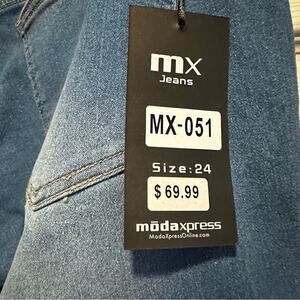 mx
Jeans
MX-051
Size:24
$69.99
mōdaxpress
ModaXpressOnline.com